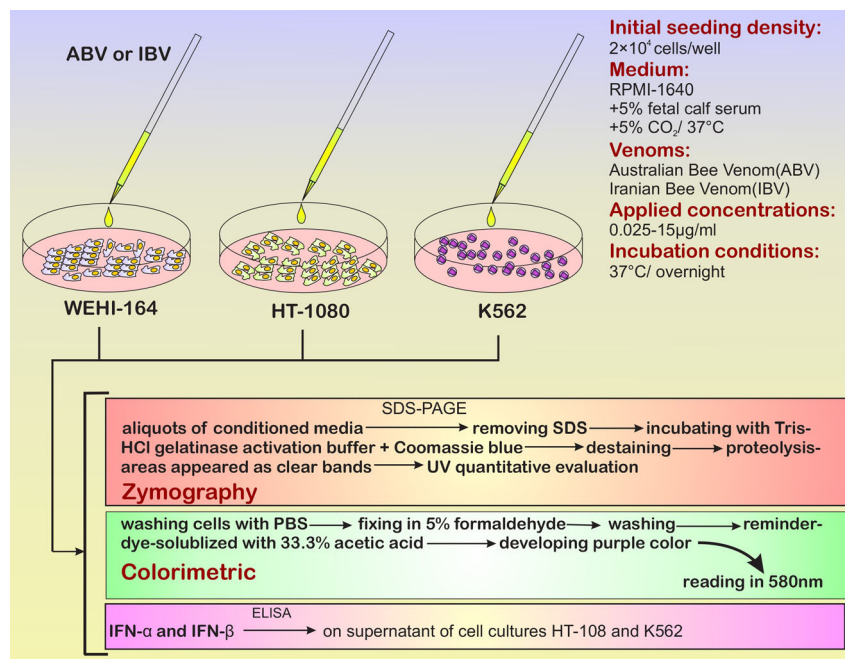 ABV or IBV
Initial seeding density:
2×10⁴ cells/well
Medium:
RPMI-1640
+5% fetal calf serum
+5% CO₂/ 37°C
Venoms:
Australian Bee Venom(ABV)
Iranian Bee Venom(IBV)
Applied concentrations:
0.025-15µg/ml
Incubation conditions:
37°C/ overnight
WEHI-164
HT-1080
K562
SDS-PAGE
aliquots of conditioned media → removing SDS → incubating with Tris-
HCl gelatinase activation buffer + Coomassie blue → destaining → proteolysis-
areas appeared as clear bands → UV quantitative evaluation
Zymography
washing cells with PBS → fixing in 5% formaldehyde → washing → reminder-
dye-solublized with 33.3% acetic acid → developing purple color
Colorimetric
reading in 580nm
ELISA
IFN-α and IFN-β → on supernatant of cell cultures HT-108 and K562